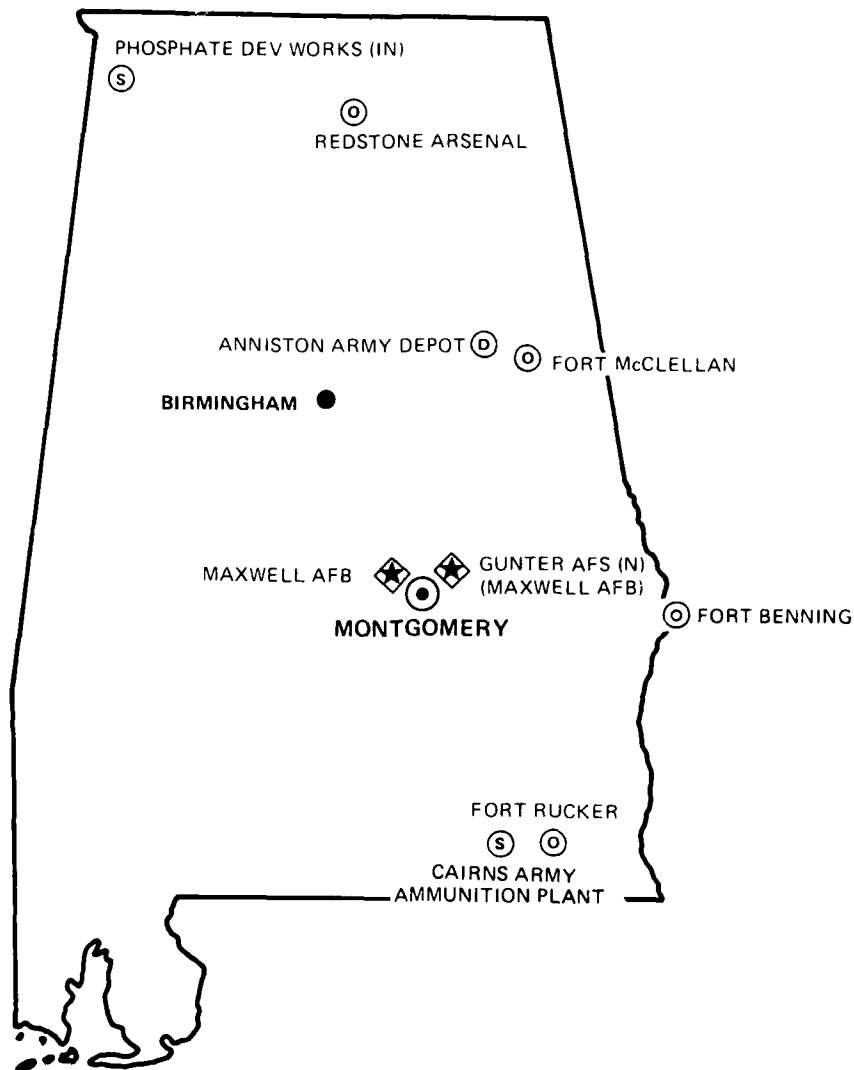 PHOSPHATE DEV WORKS (IN)
S
O
REDSTONE ARSENAL
ANNISTON ARMY DEPOT D
O FORT McCLELLAN
BIRMINGHAM
MAXWELL AFB
GUNTER AFS (N)
(MAXWELL AFB)
MONTGOMERY
O FORT BENNING
FORT RUCKER
S O
CAIRNS ARMY
AMMUNITION PLANT